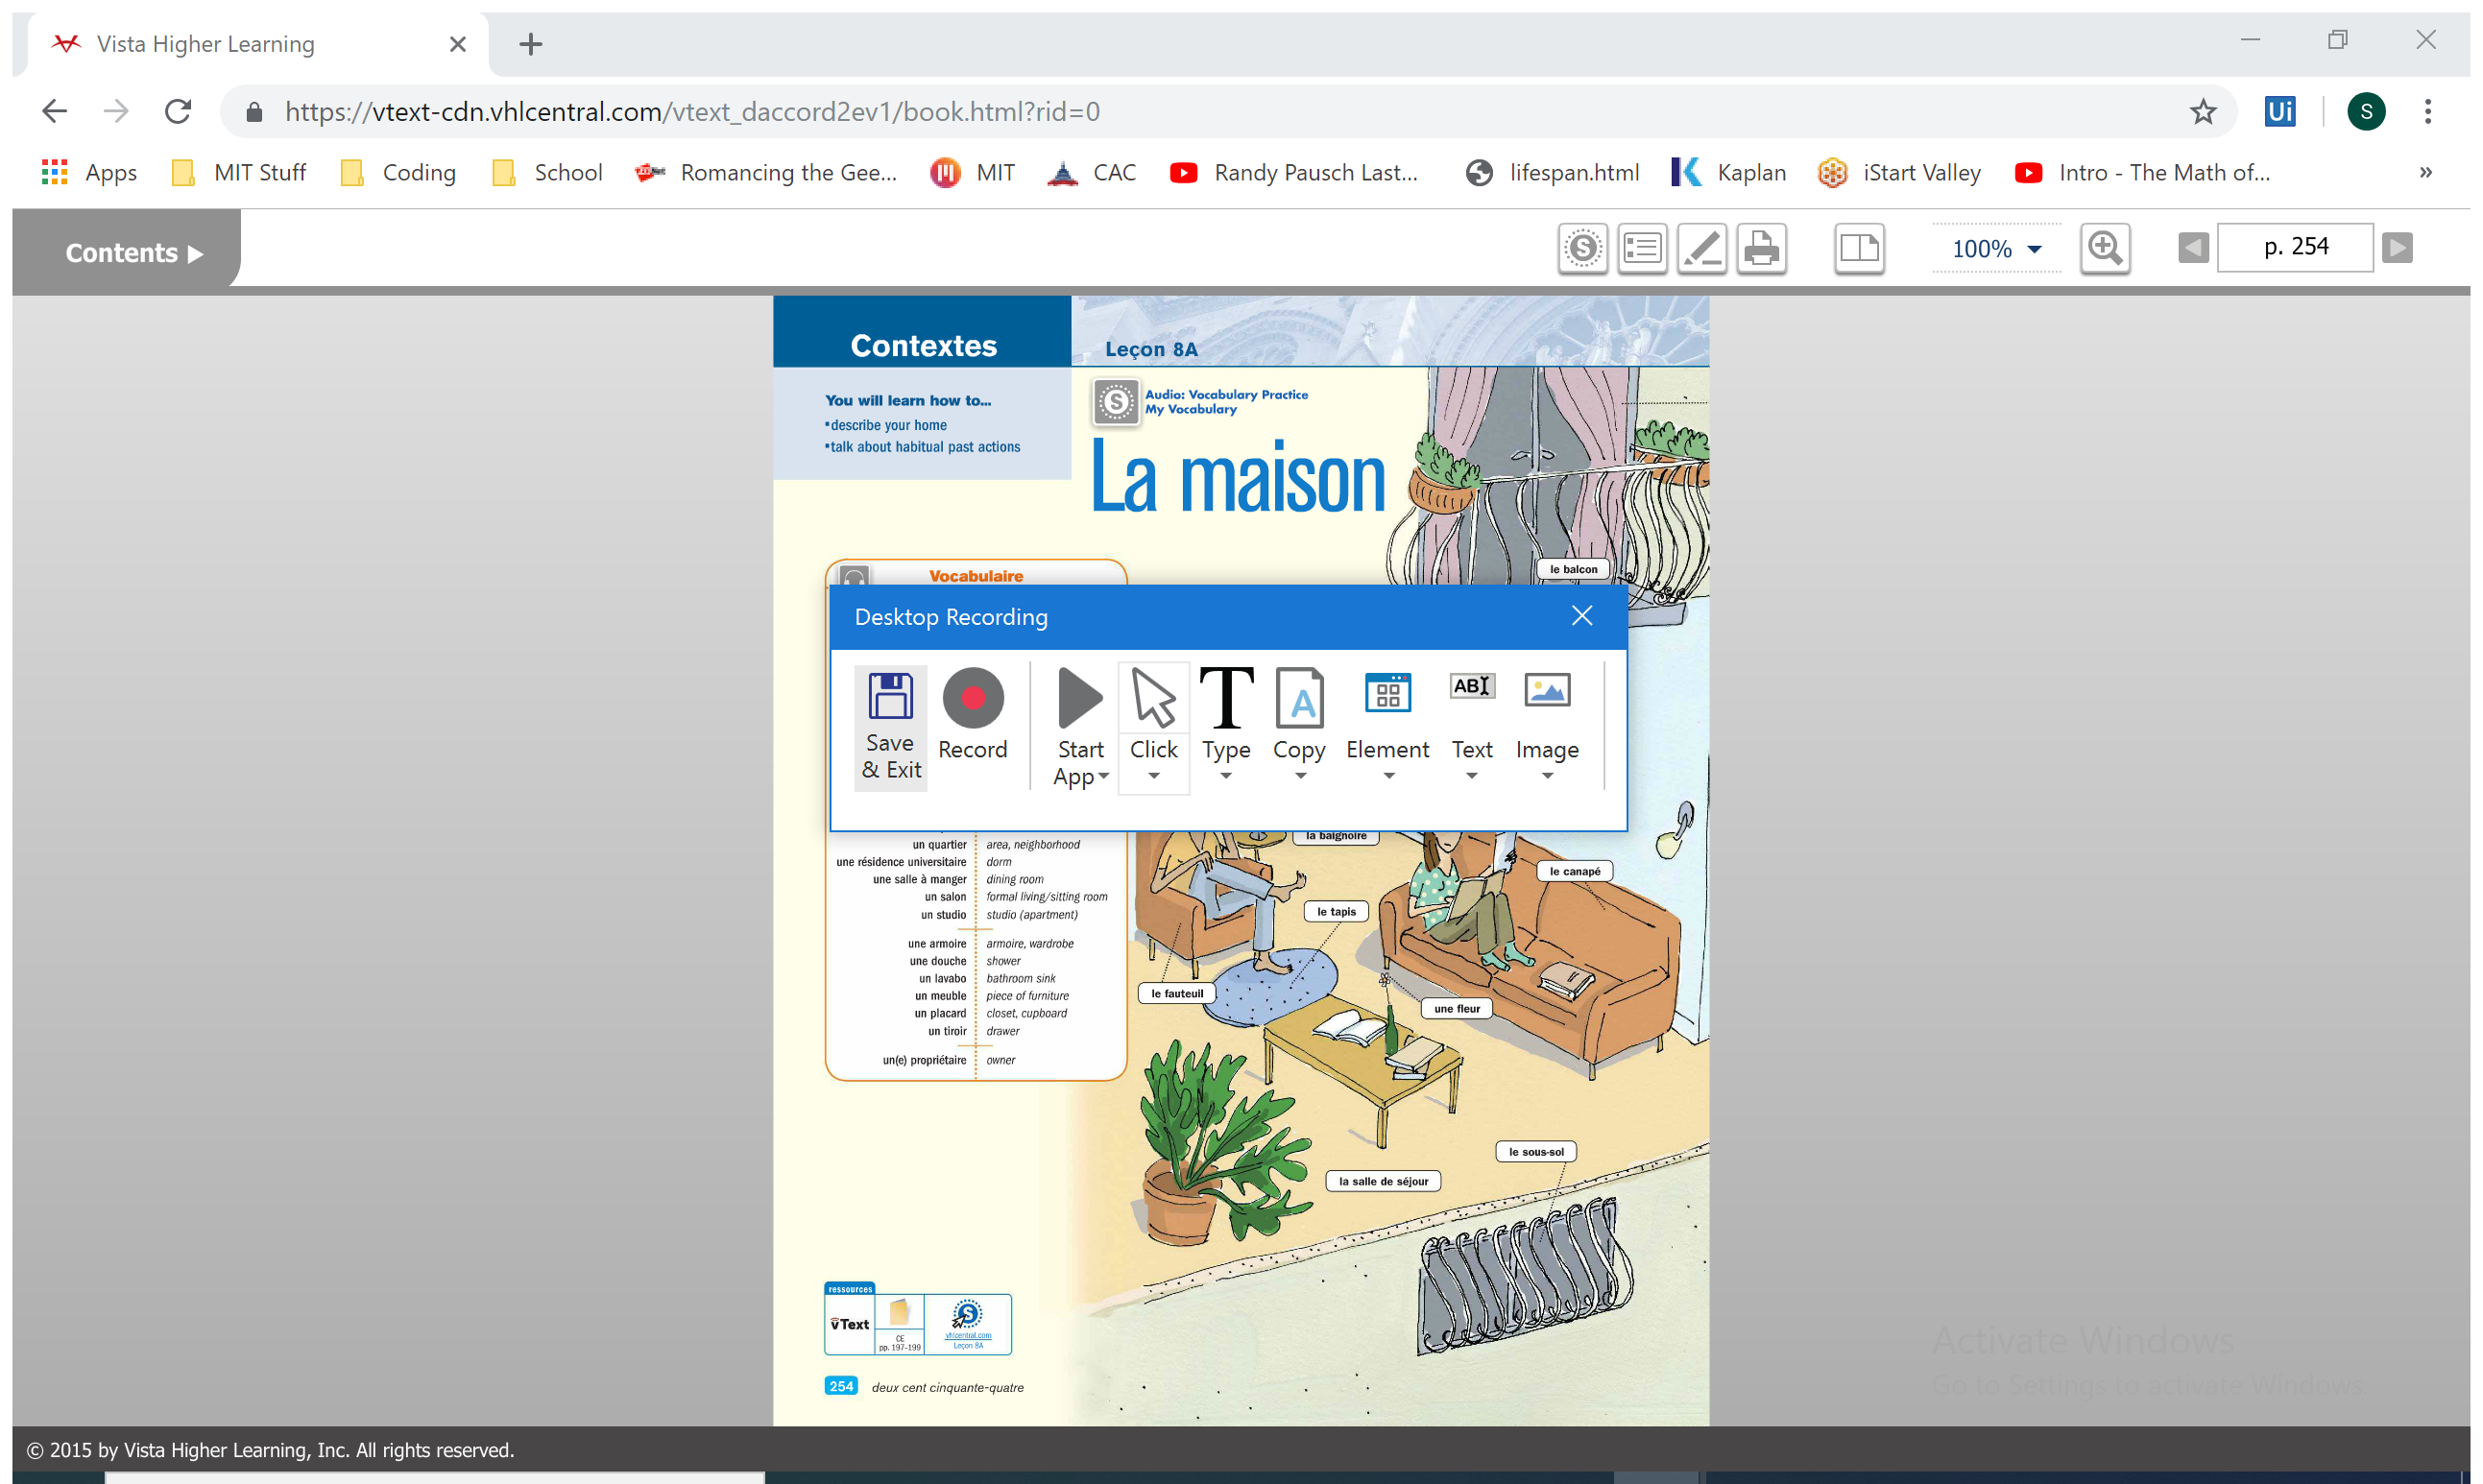 Vista Higher Learning
https://vtext-cdn.vhlcentral.com/vtext_daccord2ev1/book.html?rid=0
Ui
S
Apps
MIT Stuff
Coding
School
Romancing the Gee...
MIT
CAC
Randy Pausch Last...
lifespan.html
Kaplan
iStart Valley
Intro - The Math of...
»
Contents
100%
p. 254
Contextes
Leçon 8A
You will learn how to...
•describe your home
•talk about habitual past actions
S
Audio: Vocabulary Practice
My Vocabulary
La maison
le balcon
Vocabulaire
Desktop Recording
Save & Exit
Record
Start App
Click
Type
Copy
Element
Text
Image
un quartier area, neighborhood
une résidence universitaire dorm
une salle à manger dining room
un salon formal living/sitting room
un studio studio (apartment)
une armoire armoire, wardrobe
une douche shower
un lavabo bathroom sink
un meuble piece of furniture
un placard closet, cupboard
un tiroir drawer
un(e) propriétaire owner
la baignoire
le canapé
le tapis
le fauteuil
une fleur
le sous-sol
la salle de séjour
ressources
vText
CE
pp. 197-199
vhlcentral.com
Leçon 8A
254 deux cent cinquante-quatre
Activate Windows
Go to Settings to activate Windows.
© 2015 by Vista Higher Learning, Inc. All rights reserved.